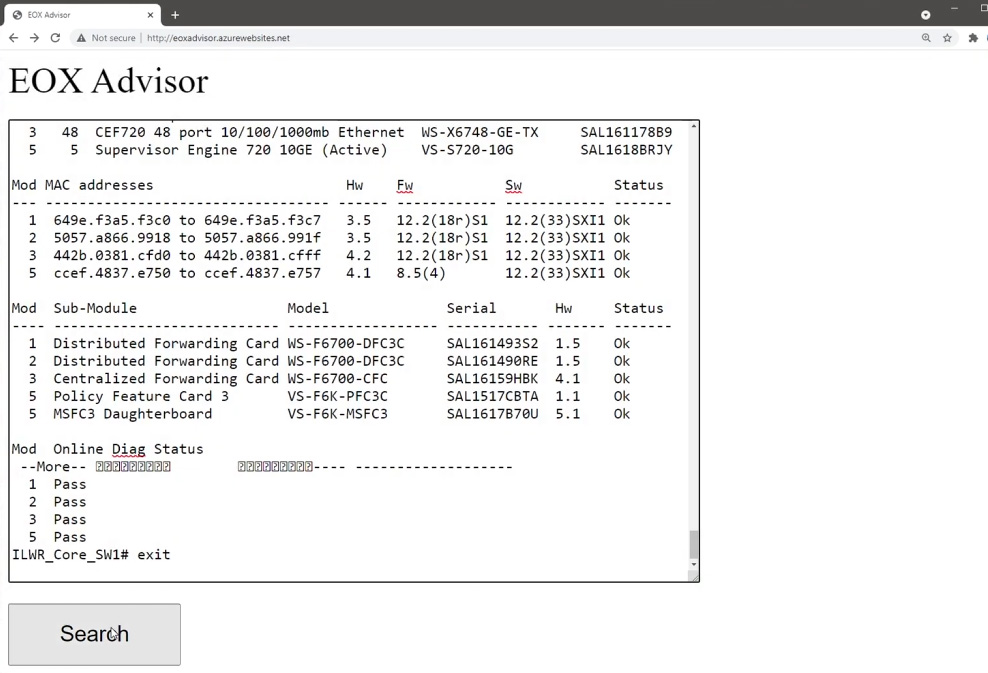 EOX Advisor
Not secure | http://eoxadvisor.azurewebsites.net
EOX Advisor
3 48 CEF720 48 port 10/100/1000mb Ethernet WS-X6748-GE-TX SAL161178B9
5 5 Supervisor Engine 720 10GE (Active) VS-S720-10G SAL1618BRJY
Mod MAC addresses Hw Fw Sw Status
--- ---------------------------------- ------ ------------ ------------ -------
1 649e.f3a5.f3c0 to 649e.f3a5.f3c7 3.5 12.2(18r)S1 12.2(33)SXI1 Ok
2 5057.a866.9918 to 5057.a866.991f 3.5 12.2(18r)S1 12.2(33)SXI1 Ok
3 442b.0381.cfd0 to 442b.0381.cfff 4.2 12.2(18r)S1 12.2(33)SXI1 Ok
5 ccef.4837.e750 to ccef.4837.e757 4.1 8.5(4) 12.2(33)SXI1 Ok
Mod Sub-Module Model Serial Hw Status
---- --------------------------- ------------------ ----------- ------- -------
1 Distributed Forwarding Card WS-F6700-DFC3C SAL161493S2 1.5 Ok
2 Distributed Forwarding Card WS-F6700-DFC3C SAL161490RE 1.5 Ok
3 Centralized Forwarding Card WS-F6700-CFC SAL16159HBK 4.1 Ok
5 Policy Feature Card 3 VS-F6K-PFC3C SAL1517CBTA 1.1 Ok
5 MSFC3 Daughterboard VS-F6K-MSFC3 SAL1617B70U 5.1 Ok
Mod Online Diag Status
--More-- ---- -------------------
1 Pass
2 Pass
3 Pass
5 Pass
ILWR_Core_SW1# exit
Search